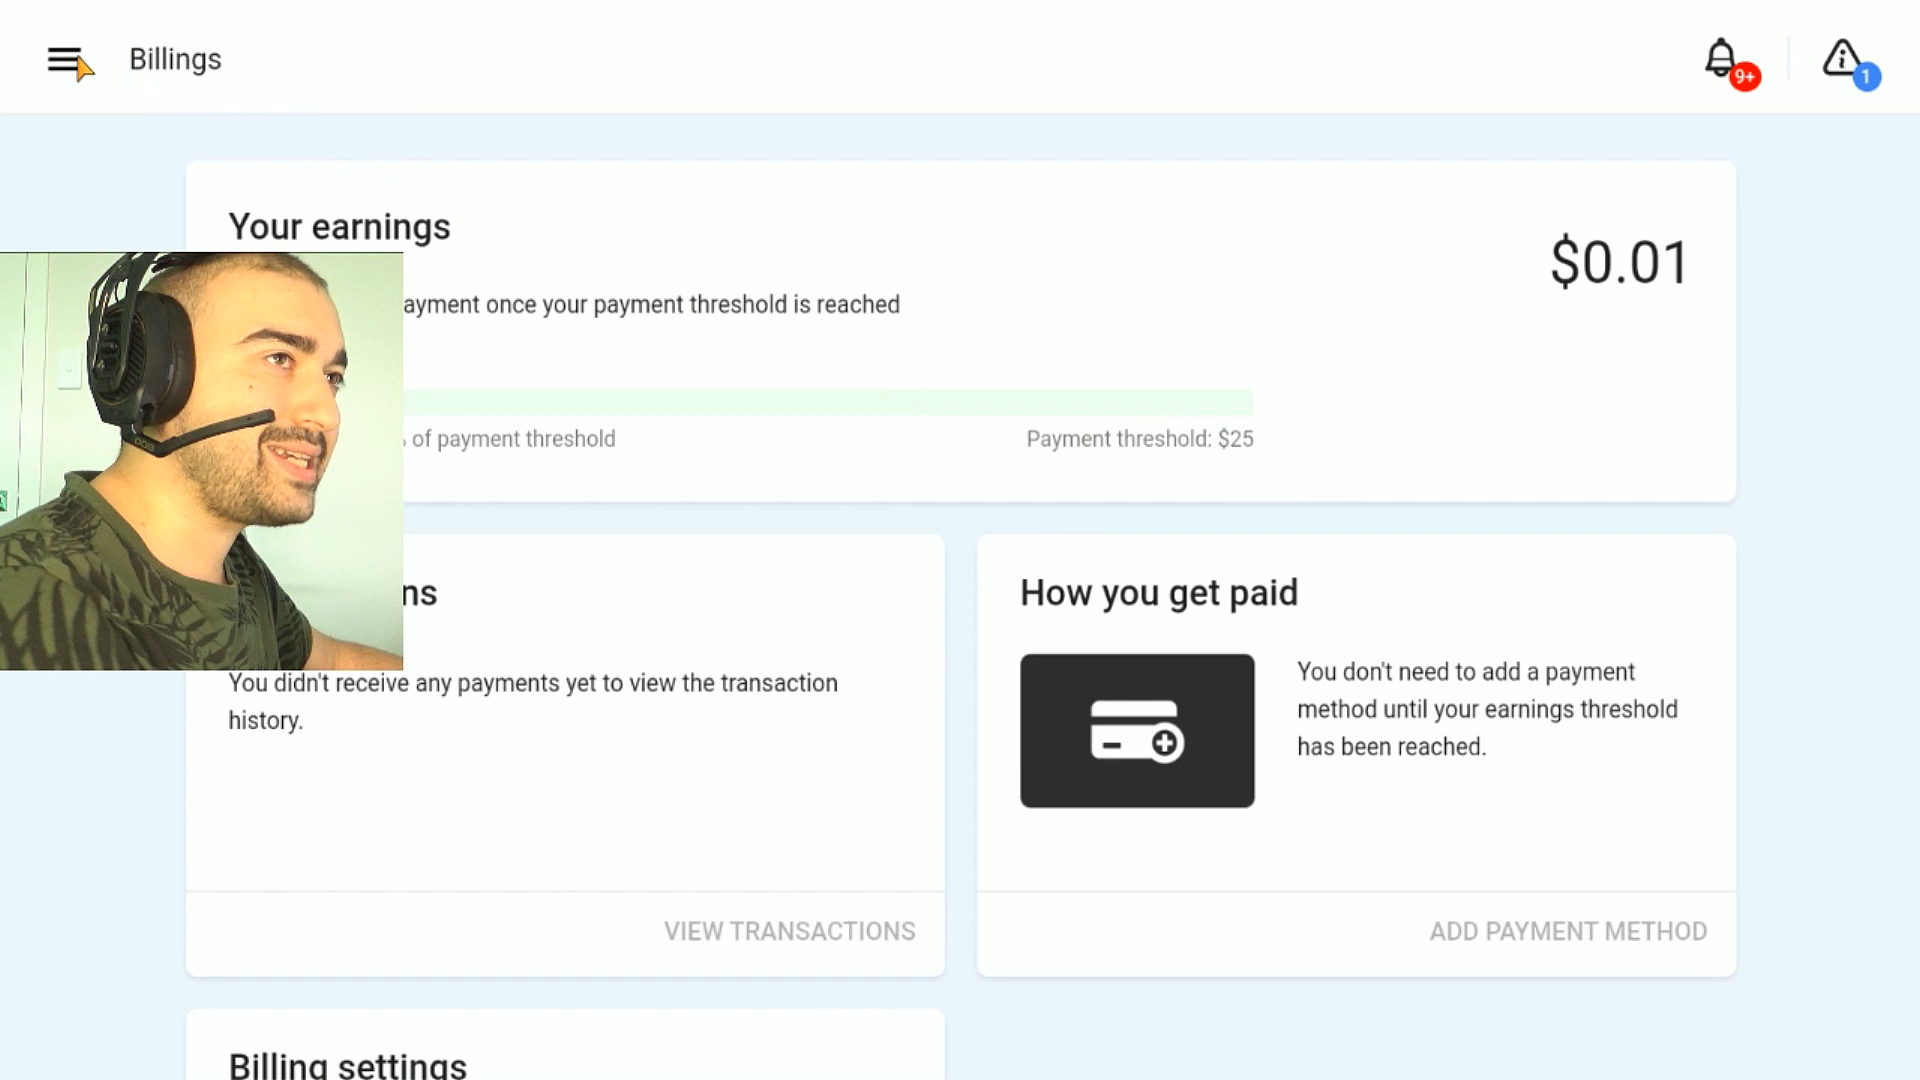 Billings
9+
1
Your earnings
$0.01
ayment once your payment threshold is reached
of payment threshold
Payment threshold: $25
ns
How you get paid
You didn't receive any payments yet to view the transaction
history.
You don't need to add a payment
method until your earnings threshold
has been reached.
VIEW TRANSACTIONS
ADD PAYMENT METHOD
Billing settings